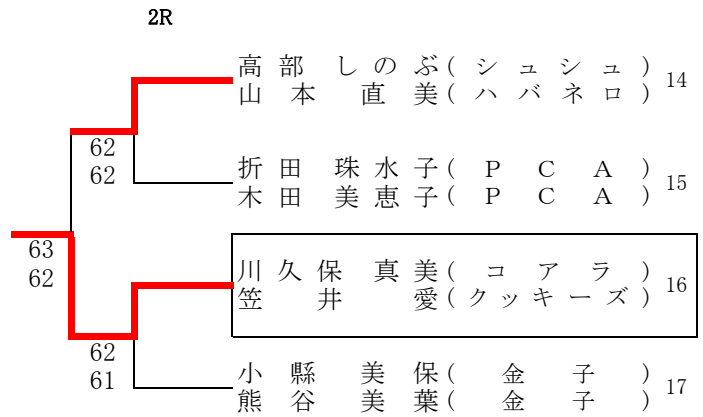 2R
高部 しのぶ(シュシュ) 14
山本 直美(ハバネロ)
62
62
折田 珠水子(PCA) 15
木田 美恵子(PCA)
63
62
川久保 真美(コアラ) 16
笠井 愛(クッキーズ)
62
61
小縣 美保(金子) 17
熊谷 美葉(金子)